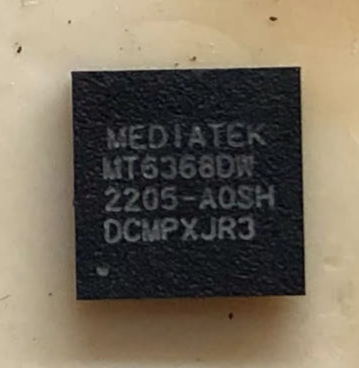 MEDIATEK
MT6368DW
2205-A0SH
DCMPXJR3